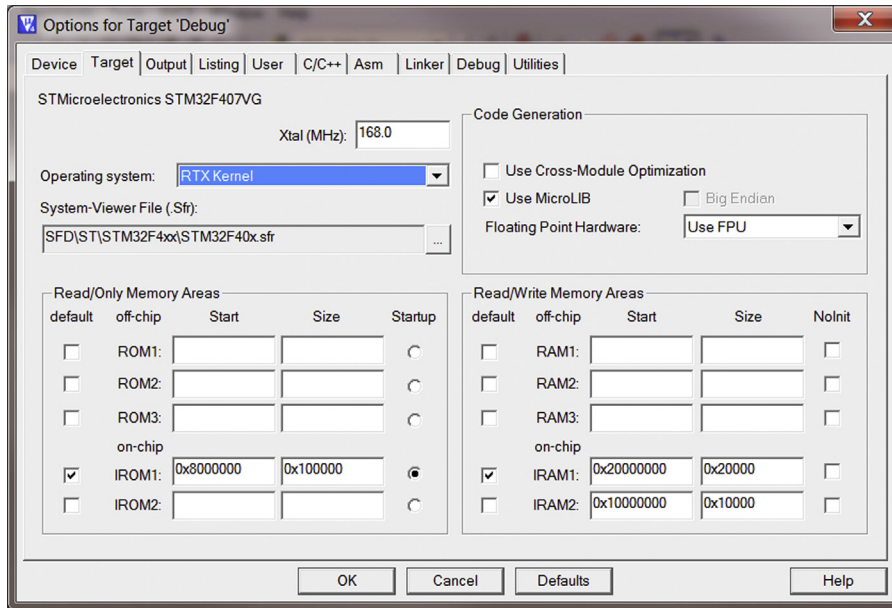 Options for Target 'Debug'
Device Target Output Listing User C/C++ Asm Linker Debug Utilities
STMicroelectronics STM32F407VG
Xtal (MHz): 168.0
Operating system: RTX Kernel
System-Viewer File (.Sfr):
SFD\ST\STM32F4xx\STM32F40x.sfr ...
Code Generation
Use Cross-Module Optimization
Use MicroLIB Big Endian
Floating Point Hardware: Use FPU
Read/Only Memory Areas
default off-chip Start Size Startup
ROM1:
ROM2:
ROM3:
on-chip
IROM1: 0x8000000 0x100000
IROM2:
Read/Write Memory Areas
default off-chip Start Size NoInit
RAM1:
RAM2:
RAM3:
on-chip
IRAM1: 0x20000000 0x20000
IRAM2: 0x10000000 0x10000
OK Cancel Defaults Help